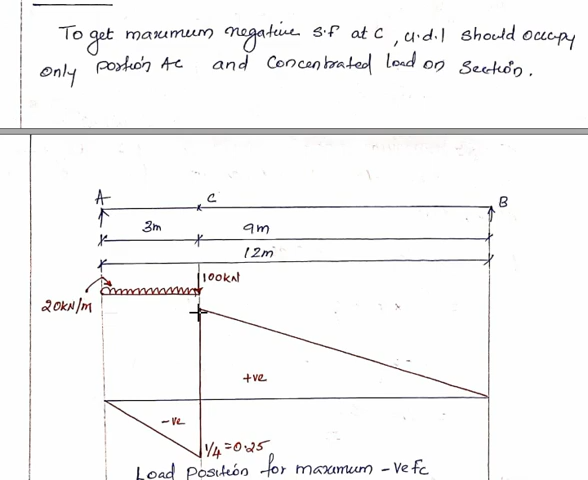 To get maximum negative s.f at C, u.d.l should occupy
only portion AC and Concentrated load on Section.
A C B
3m 9m
12m
100KN
20KN/m
+ve
-ve
1/4=0.25
Load Position for maximum -ve Fc